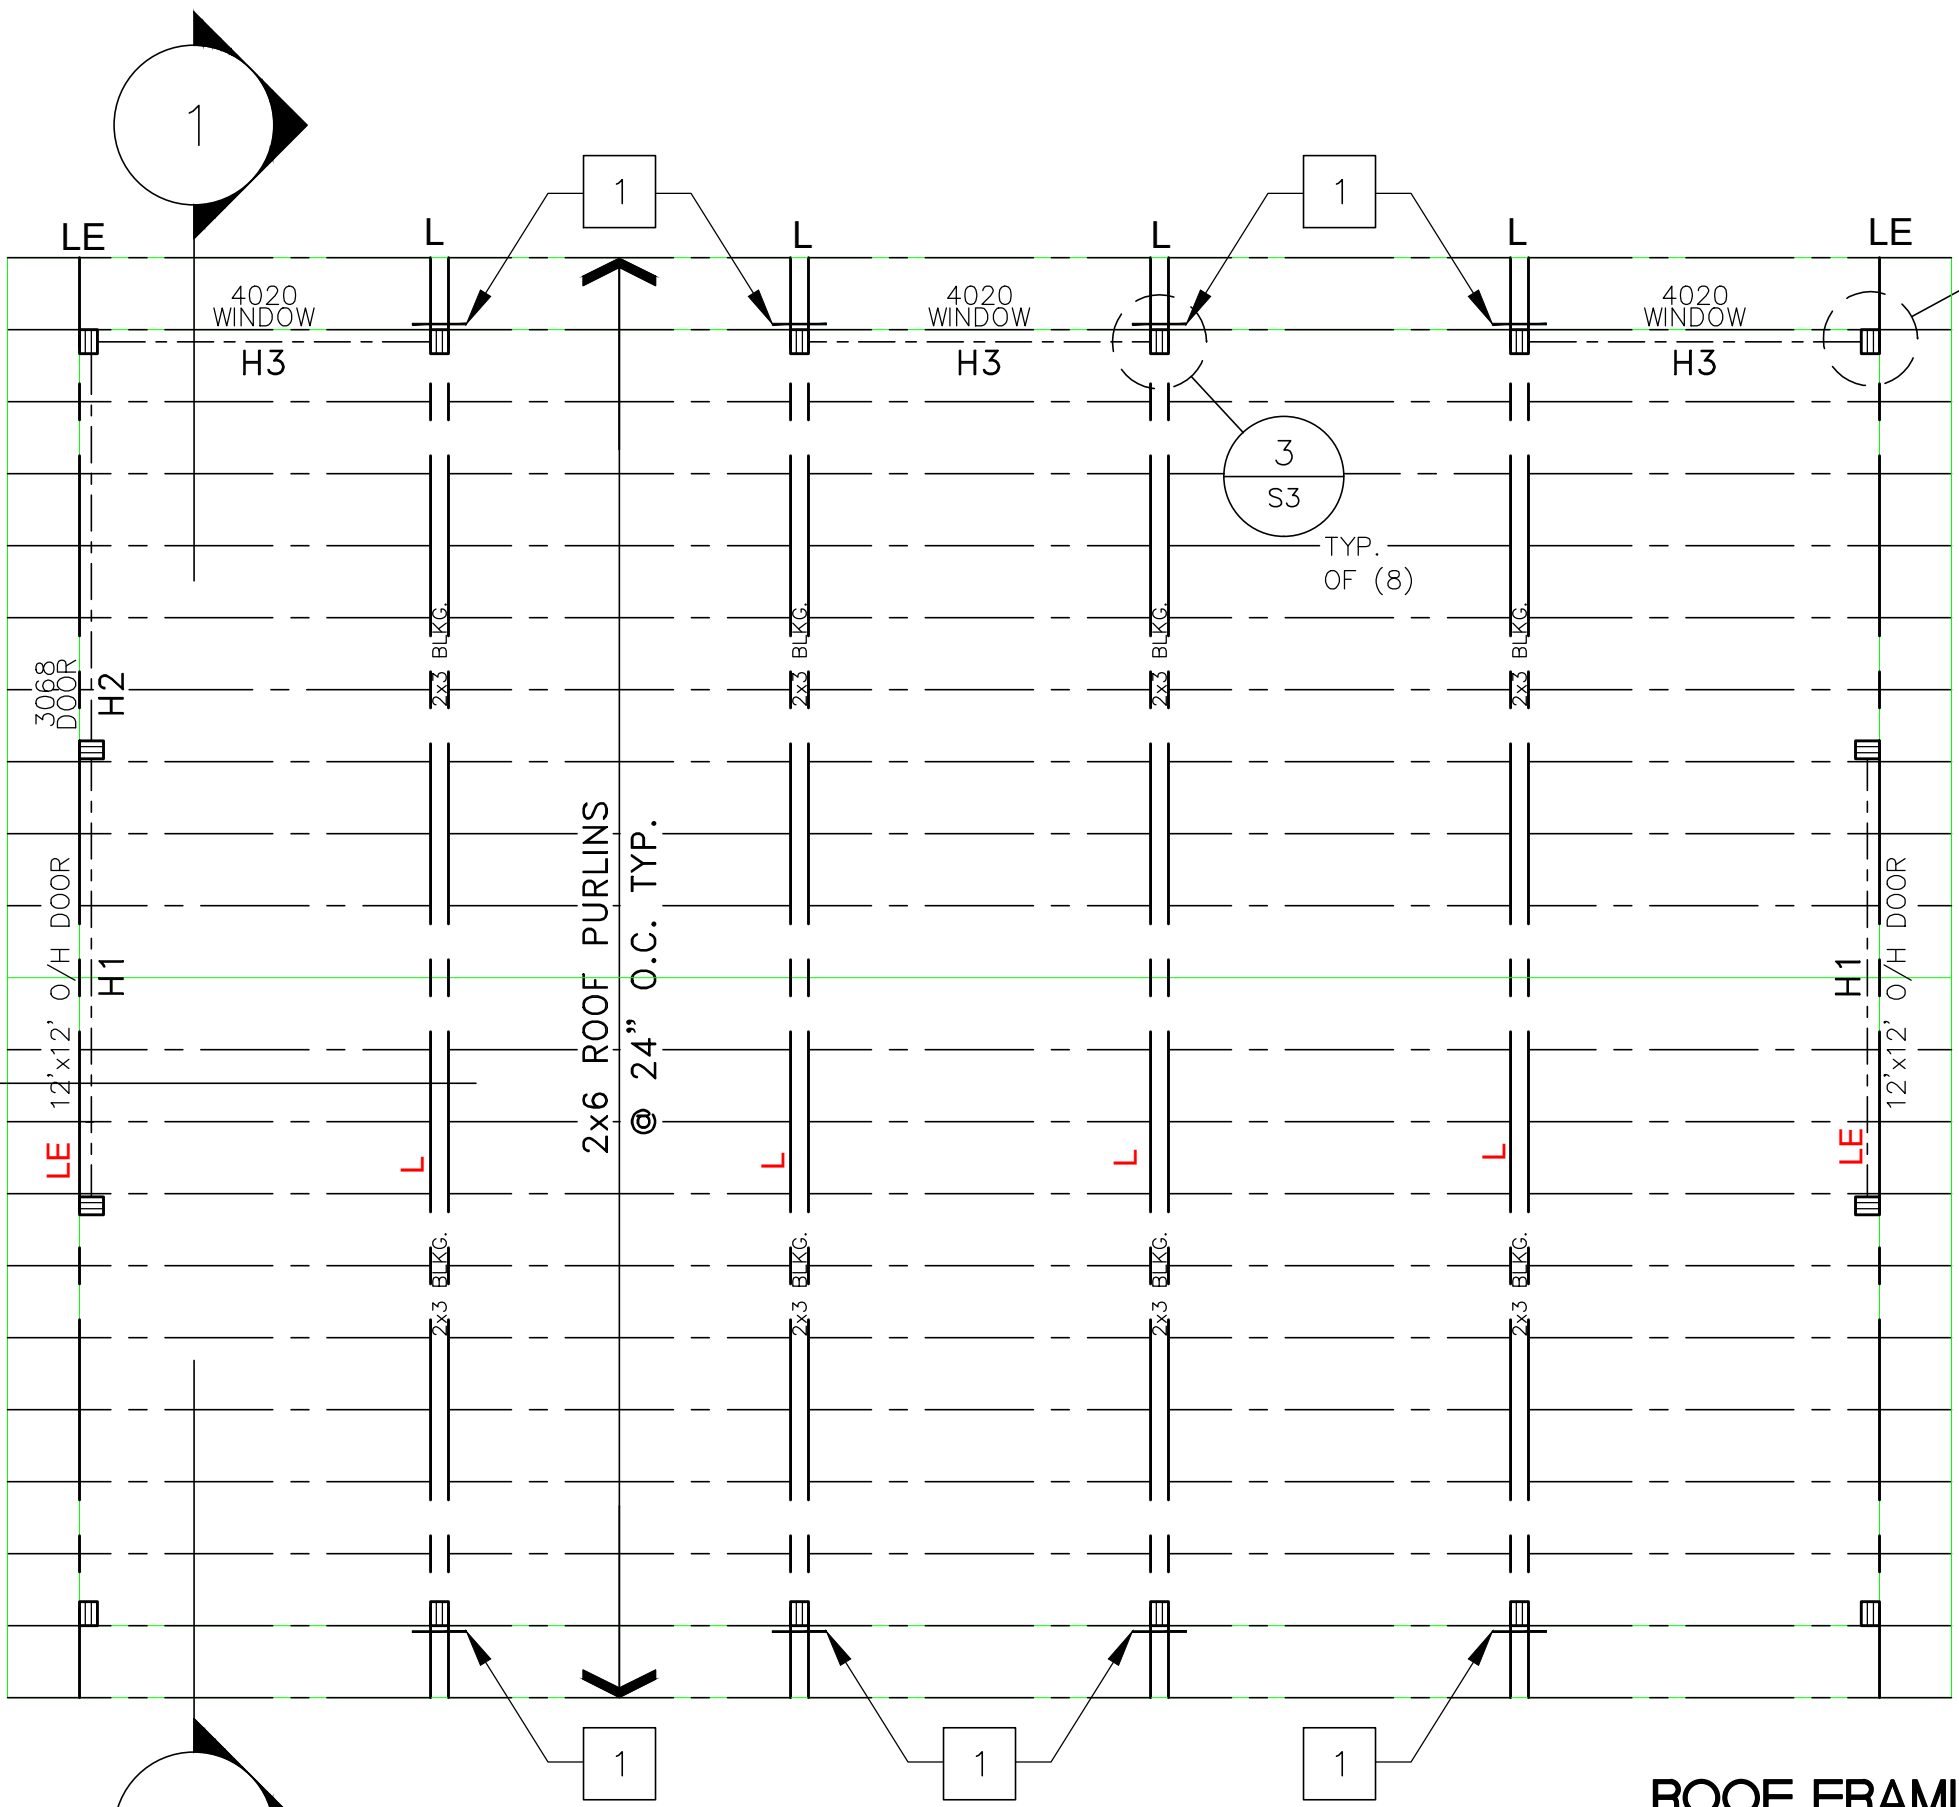 1
1
1
LE
L
L
L
L
LE
4020
WINDOW
4020
WINDOW
4020
WINDOW
H3
H3
H3
3
S3
TYP.
OF (8)
2x3 BLKG.
2x3 BLKG.
2x3 BLKG.
2x3 BLKG.
3068
DOOR
H2
2x6 ROOF PURLINS
@ 24" O.C. TYP.
12'x12' O/H DOOR
H1
H1
12'x12' O/H DOOR
LE
L
L
L
L
LE
2x3 BLKG.
2x3 BLKG.
2x3 BLKG.
2x3 BLKG.
1
1
1
ROOF FRAMI